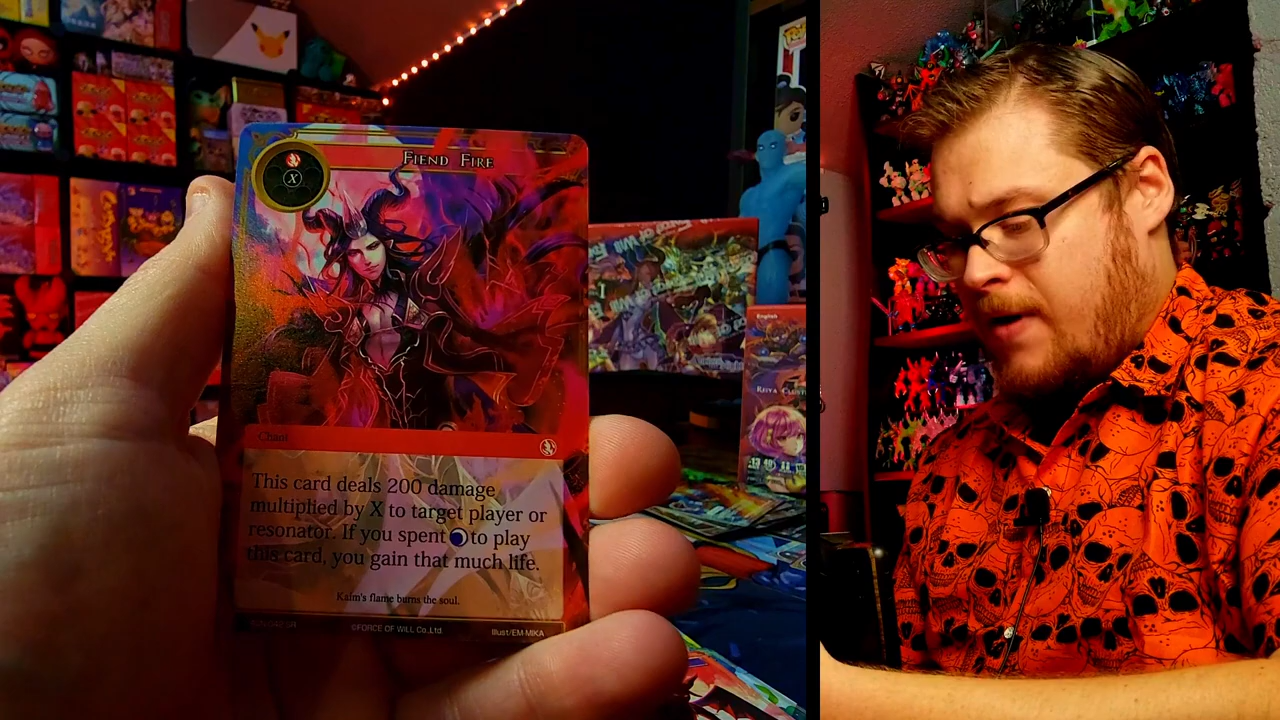 FIEND FIRE
X
Chant
This card deals 200 damage
multiplied by X to target player or
resonator. If you spent to play
this card, you gain that much life.
Kaim's flame burns the soul.
©FORCE OF WILL Co.,Ltd.
Illust/EM-MIKA
English